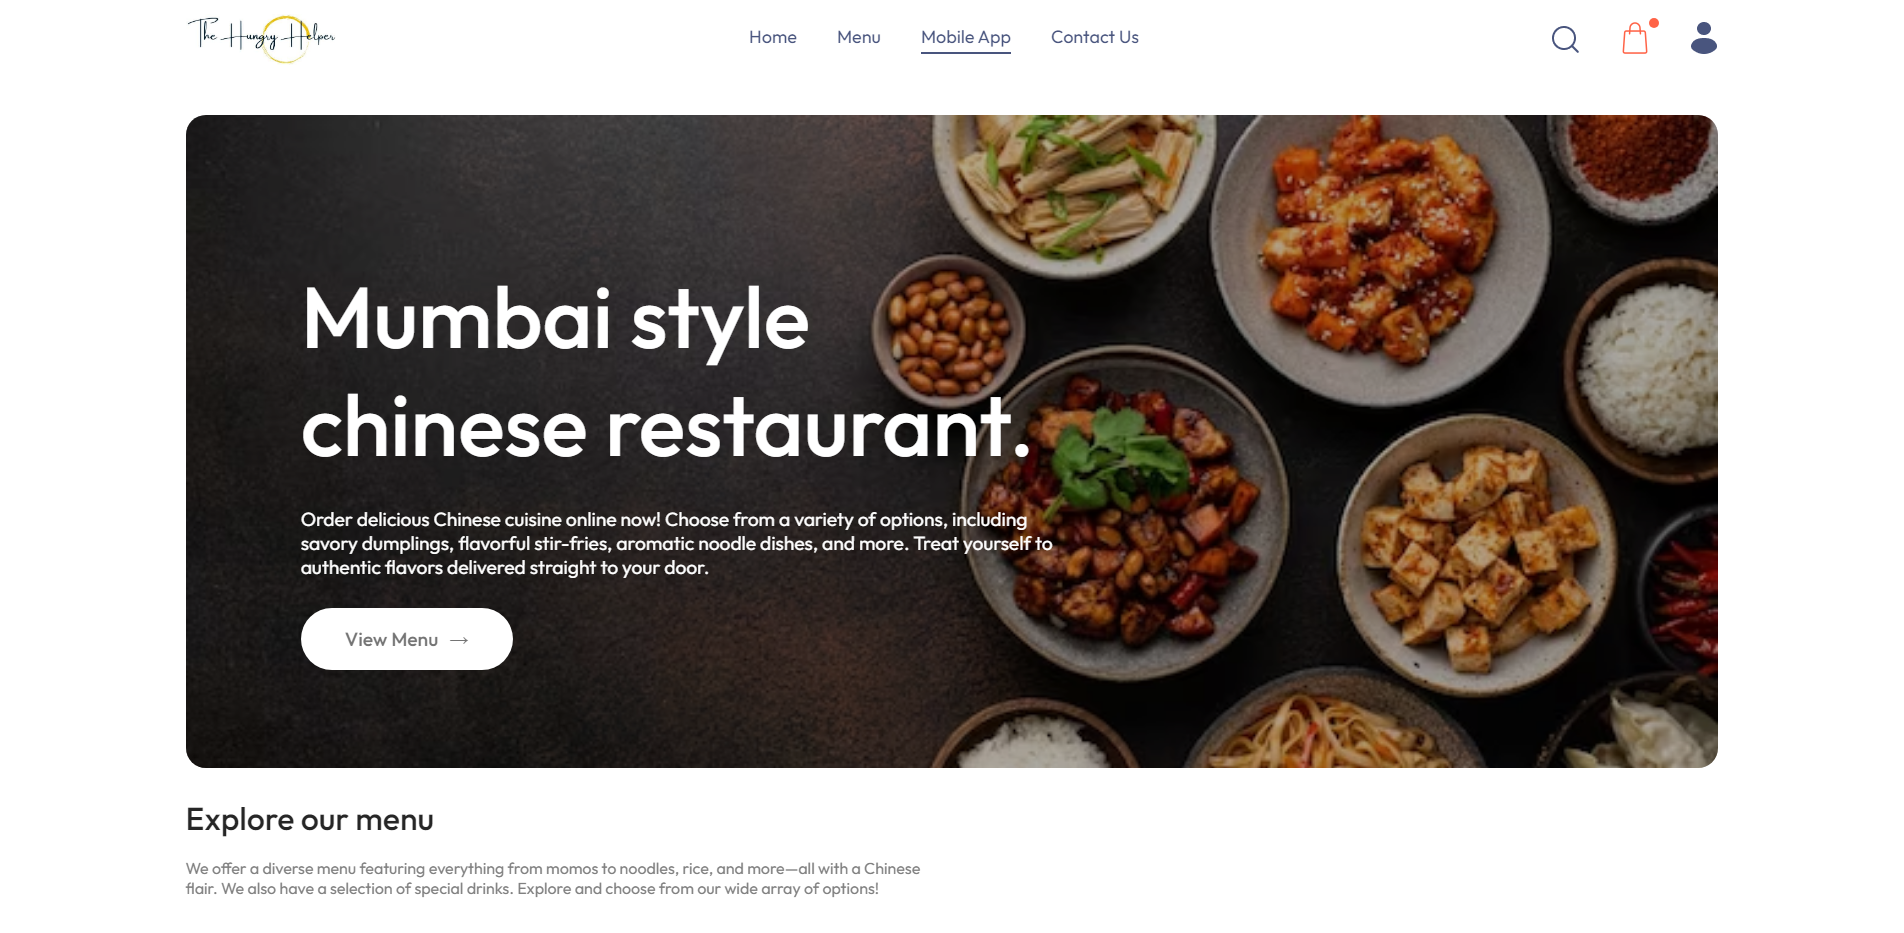 The Hungry Helper
Home
Menu
Mobile App
Contact Us
Mumbai style
chinese restaurant.
Order delicious Chinese cuisine online now! Choose from a variety of options, including
savory dumplings, flavorful stir-fries, aromatic noodle dishes, and more. Treat yourself to
authentic flavors delivered straight to your door.
View Menu →
Explore our menu
We offer a diverse menu featuring everything from momos to noodles, rice, and more—all with a Chinese
flair. We also have a selection of special drinks. Explore and choose from our wide array of options!